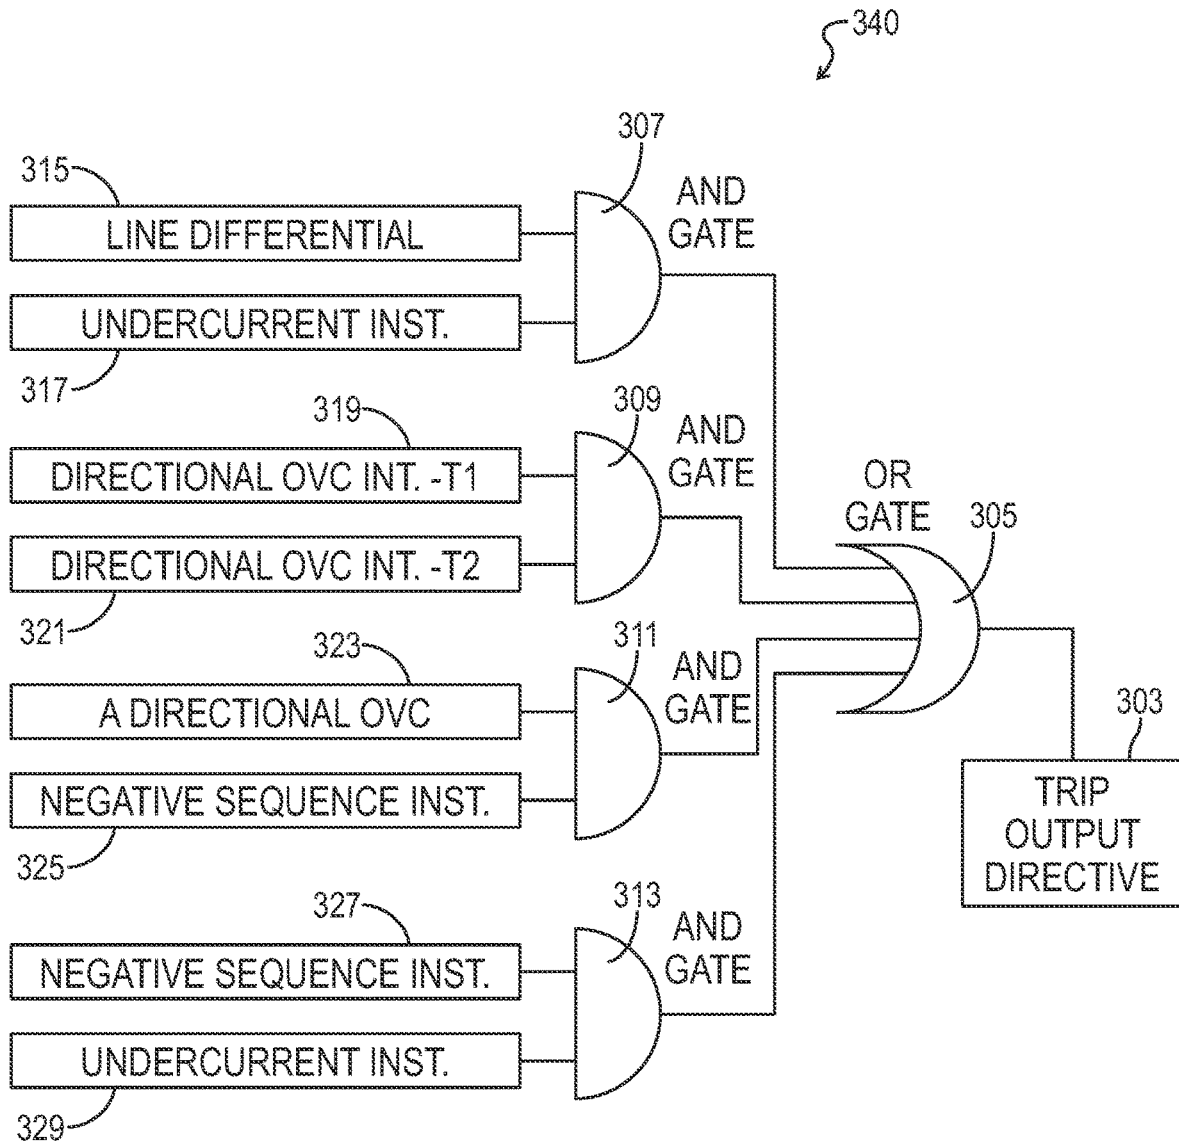 340
307
315
AND
GATE
LINE DIFFERENTIAL
UNDERCURRENT INST.
317
319
309
AND
GATE
DIRECTIONAL OVC INT. -T1
OR
GATE
305
DIRECTIONAL OVC INT. -T2
321
323
311
AND
GATE
A DIRECTIONAL OVC
303
NEGATIVE SEQUENCE INST.
TRIP
OUTPUT
DIRECTIVE
325
327
313
AND
GATE
NEGATIVE SEQUENCE INST.
UNDERCURRENT INST.
329